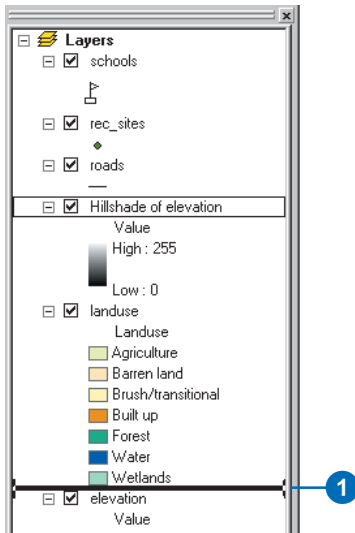 Layers
schools
rec_sites
roads
Hillshade of elevation
Value
High : 255
Low : 0
landuse
Landuse
Agriculture
Barren land
Brush/transitional
Built up
Forest
Water
Wetlands
1
elevation
Value